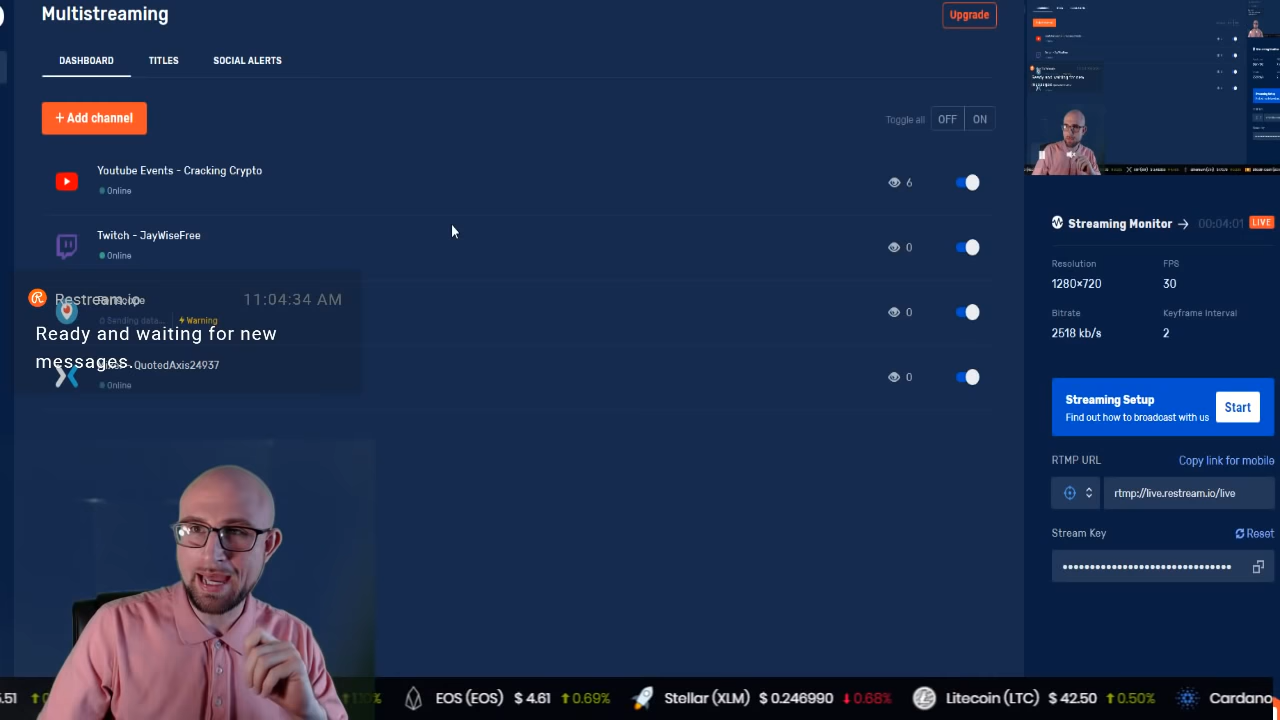 Multistreaming
Upgrade
DASHBOARD TITLES SOCIAL ALERTS
+ Add channel
Toggle all OFF ON
Youtube Events - Cracking Crypto
Online
6
Twitch - JayWiseFree
Online
0
Restream.io 11:04:34 AM
Sending data... Warning
0
Ready and waiting for new
messages.
QuotedAxis24937
Online
0
Streaming Monitor → 00:04:01 LIVE
Resolution FPS
1280×720 30
Bitrate Keyframe Interval
2518 kb/s 2
Streaming Setup
Find out how to broadcast with us
Start
RTMP URL Copy link for mobile
rtmp://live.restream.io/live
Stream Key Reset
••••••••••••••••••••••••••••••••
5.51 EOS (EOS) $ 4.61 0.69% Stellar (XLM) $ 0.246990 0.68% Litecoin (LTC) $ 42.50 0.50% Cardano